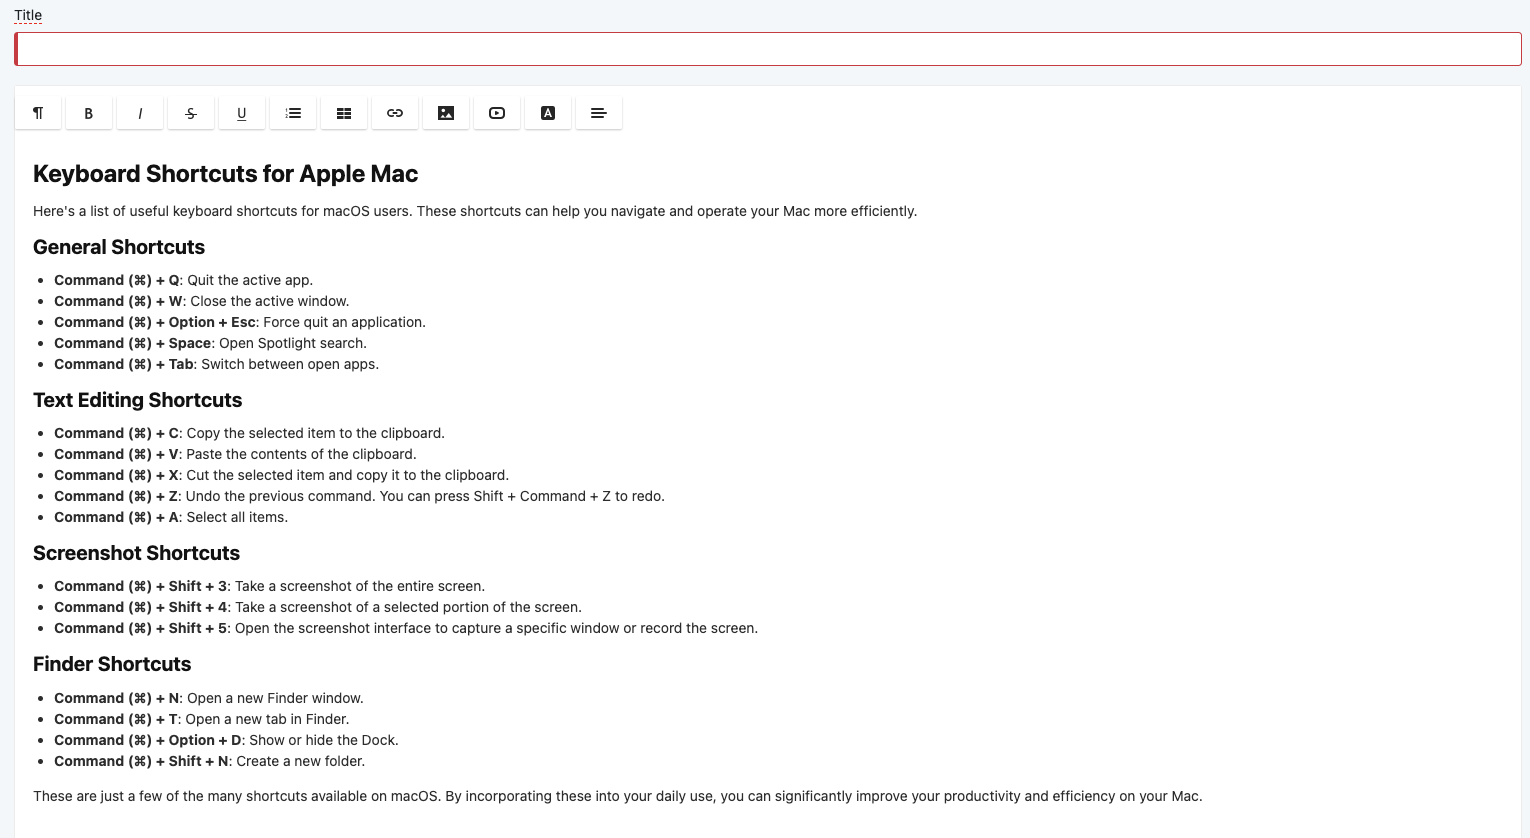 Title
B
I
S
U
A
Keyboard Shortcuts for Apple Mac
Here's a list of useful keyboard shortcuts for macOS users. These shortcuts can help you navigate and operate your Mac more efficiently.
General Shortcuts
• Command (⌘) + Q: Quit the active app.
• Command (⌘) + W: Close the active window.
• Command (⌘) + Option + Esc: Force quit an application.
• Command (⌘) + Space: Open Spotlight search.
• Command (⌘) + Tab: Switch between open apps.
Text Editing Shortcuts
• Command (⌘) + C: Copy the selected item to the clipboard.
• Command (⌘) + V: Paste the contents of the clipboard.
• Command (⌘) + X: Cut the selected item and copy it to the clipboard.
• Command (⌘) + Z: Undo the previous command. You can press Shift + Command + Z to redo.
• Command (⌘) + A: Select all items.
Screenshot Shortcuts
• Command (⌘) + Shift + 3: Take a screenshot of the entire screen.
• Command (⌘) + Shift + 4: Take a screenshot of a selected portion of the screen.
• Command (⌘) + Shift + 5: Open the screenshot interface to capture a specific window or record the screen.
Finder Shortcuts
• Command (⌘) + N: Open a new Finder window.
• Command (⌘) + T: Open a new tab in Finder.
• Command (⌘) + Option + D: Show or hide the Dock.
• Command (⌘) + Shift + N: Create a new folder.
These are just a few of the many shortcuts available on macOS. By incorporating these into your daily use, you can significantly improve your productivity and efficiency on your Mac.